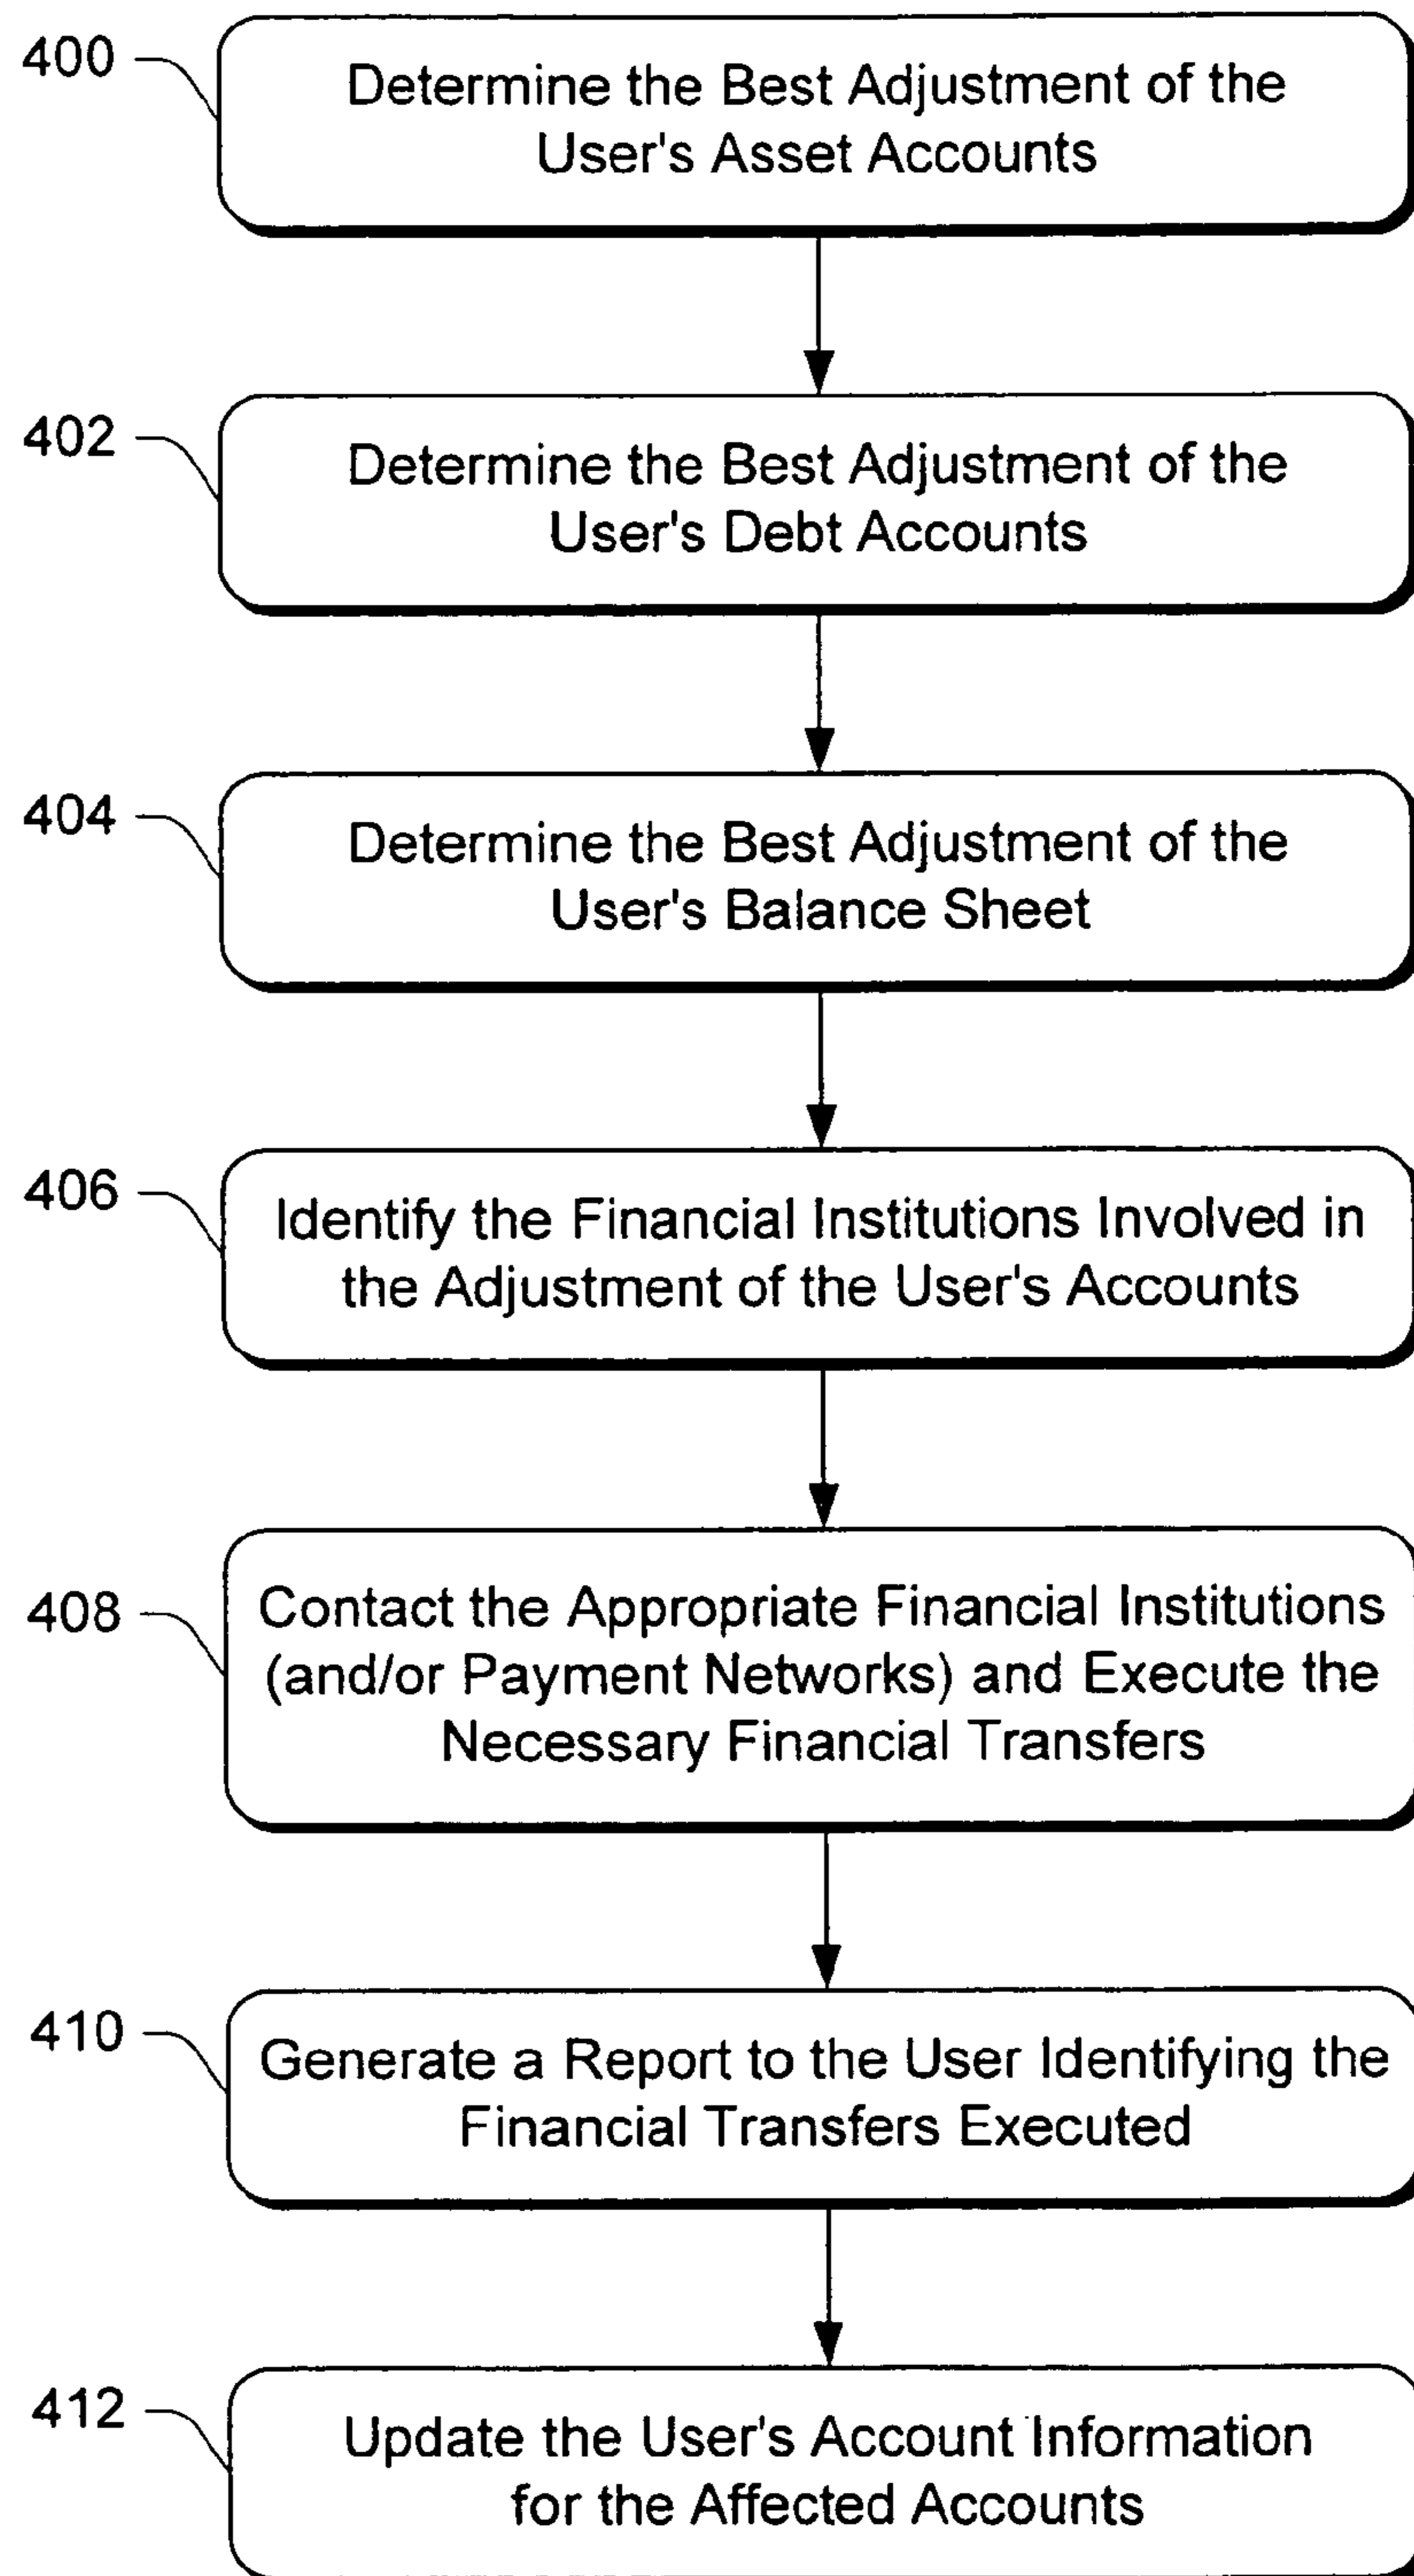 400
Determine the Best Adjustment of the
User's Asset Accounts
402
Determine the Best Adjustment of the
User's Debt Accounts
404
Determine the Best Adjustment of the
User's Balance Sheet
406
Identify the Financial Institutions Involved in
the Adjustment of the User's Accounts
408
Contact the Appropriate Financial Institutions
(and/or Payment Networks) and Execute the
Necessary Financial Transfers
410
Generate a Report to the User Identifying the
Financial Transfers Executed
412
Update the User's Account Information
for the Affected Accounts